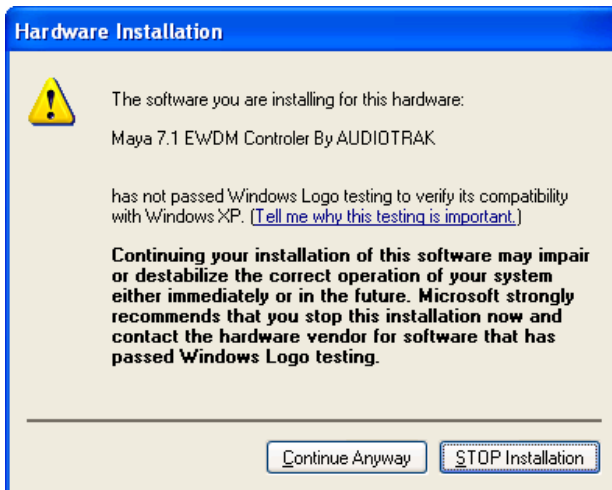 Hardware Installation
The software you are installing for this hardware:
Maya 7.1 EWDM Controler By AUDIOTRAK
has not passed Windows Logo testing to verify its compatibility
with Windows XP. (Tell me why this testing is important.)
Continuing your installation of this software may impair
or destabilize the correct operation of your system
either immediately or in the future. Microsoft strongly
recommends that you stop this installation now and
contact the hardware vendor for software that has
passed Windows Logo testing.
Continue Anyway
STOP Installation